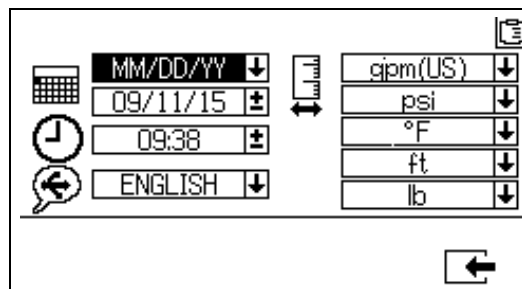 MM/DD/YY
09/11/15
09:38
ENGLISH
gpm(US)
psi
°F
ft
lb